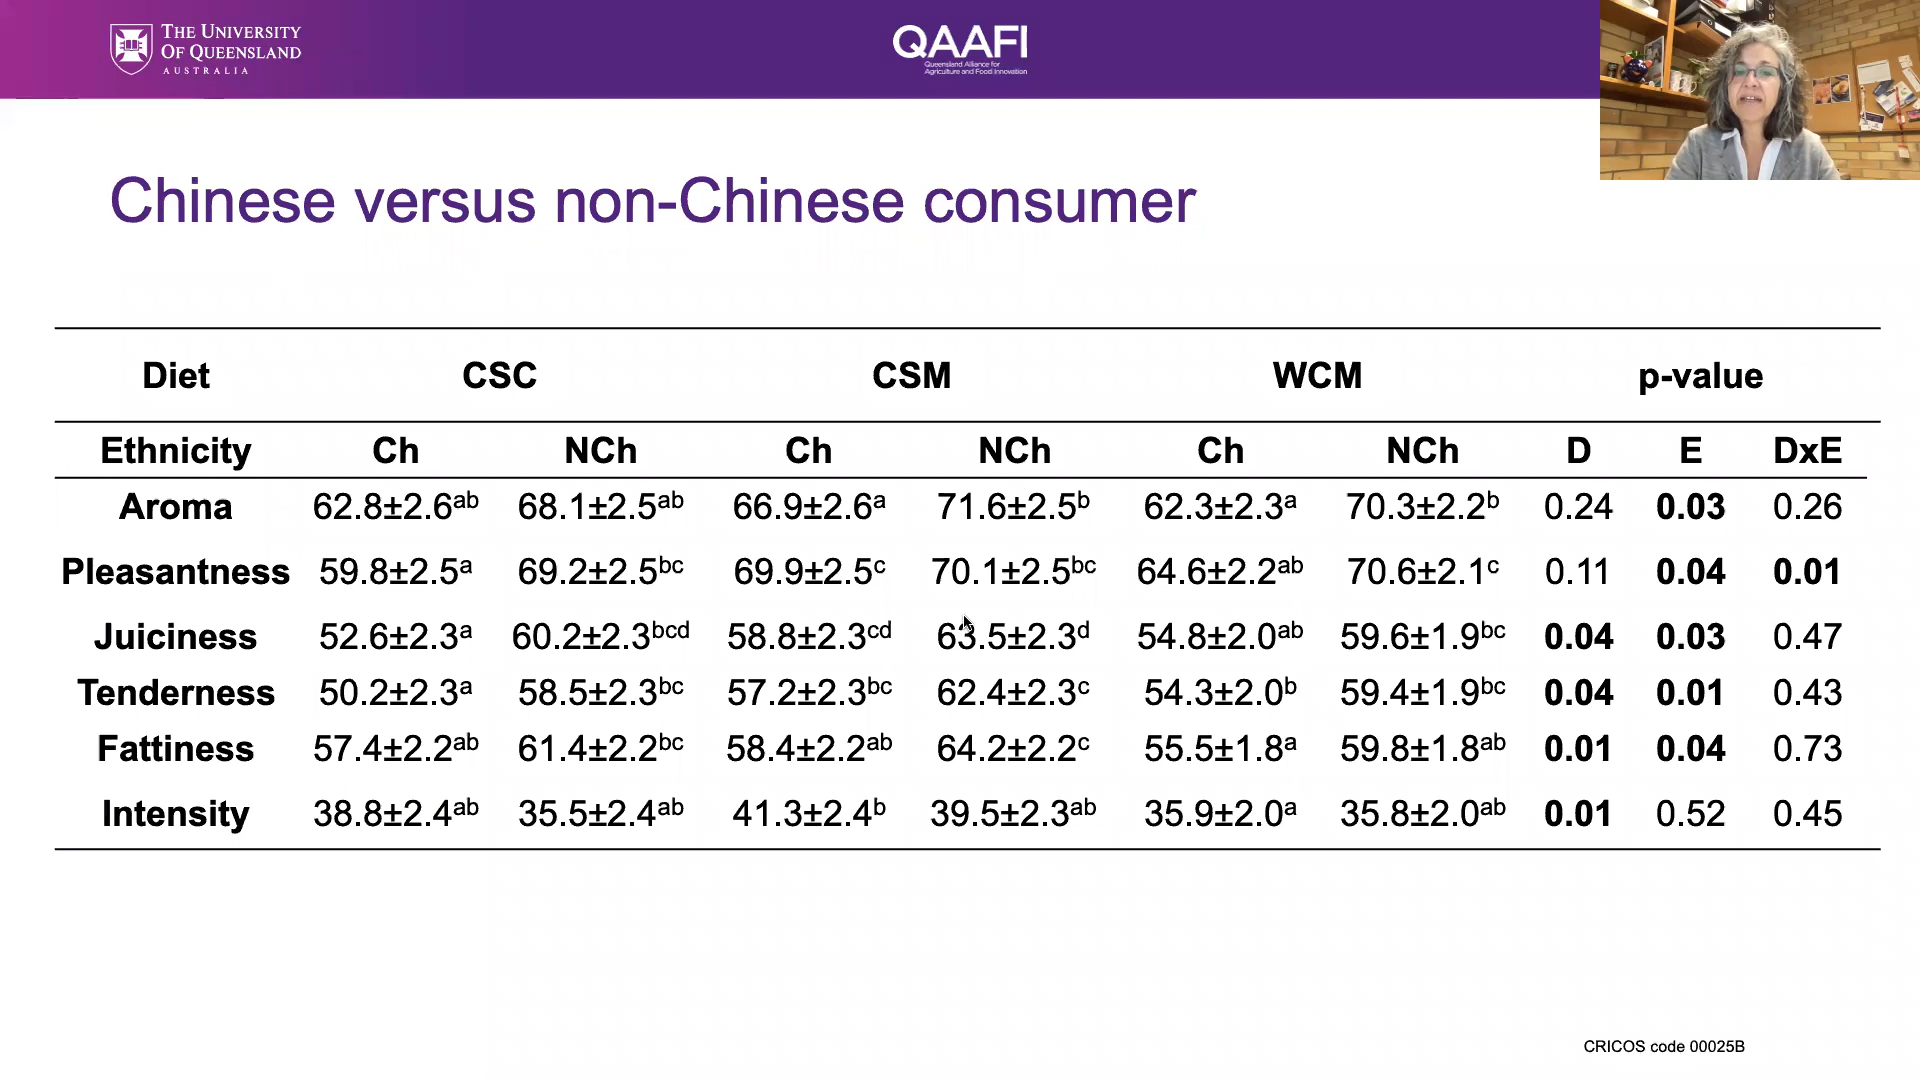 THE UNIVERSITY
OF QUEENSLAND
AUSTRALIA
QAAFI
Queensland Alliance for
Agriculture and Food Innovation
Chinese versus non-Chinese consumer
Diet CSC CSM WCM p-value
Ethnicity Ch NCh Ch NCh Ch NCh D E DxE
Aroma 62.8±2.6ab 68.1±2.5ab 66.9±2.6a 71.6±2.5b 62.3±2.3a 70.3±2.2b 0.24 0.03 0.26
Pleasantness 59.8±2.5a 69.2±2.5bc 69.9±2.5c 70.1±2.5bc 64.6±2.2ab 70.6±2.1c 0.11 0.04 0.01
Juiciness 52.6±2.3a 60.2±2.3bcd 58.8±2.3cd 63.5±2.3d 54.8±2.0ab 59.6±1.9bc 0.04 0.03 0.47
Tenderness 50.2±2.3a 58.5±2.3bc 57.2±2.3bc 62.4±2.3c 54.3±2.0b 59.4±1.9bc 0.04 0.01 0.43
Fattiness 57.4±2.2ab 61.4±2.2bc 58.4±2.2ab 64.2±2.2c 55.5±1.8a 59.8±1.8ab 0.01 0.04 0.73
Intensity 38.8±2.4ab 35.5±2.4ab 41.3±2.4b 39.5±2.3ab 35.9±2.0a 35.8±2.0ab 0.01 0.52 0.45
CRICOS code 00025B